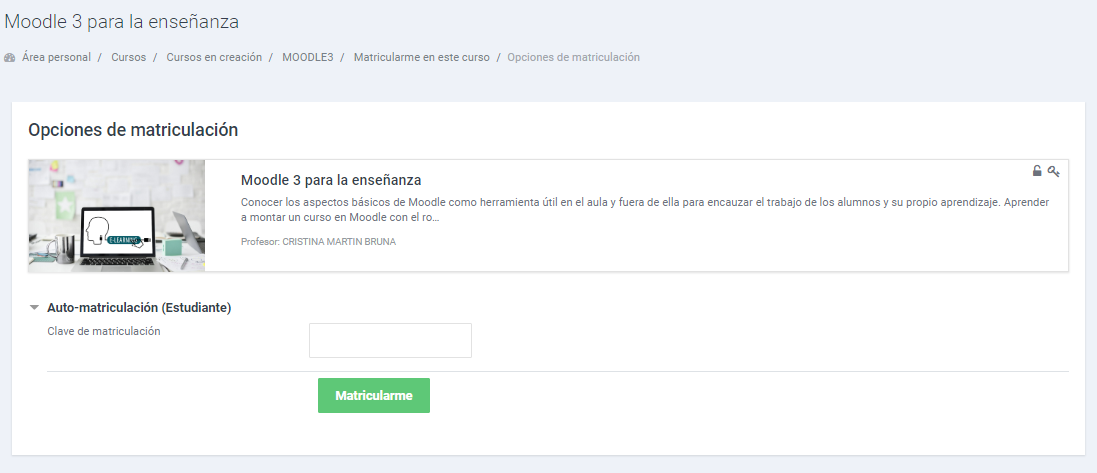 Moodle 3 para la enseñanza
Área personal / Cursos / Cursos en creación / MOODLE3 / Matricularme en este curso / Opciones de matriculación
Opciones de matriculación
Moodle 3 para la enseñanza
Conocer los aspectos básicos de Moodle como herramienta útil en el aula y fuera de ella para encauzar el trabajo de los alumnos y su propio aprendizaje. Aprender
a montar un curso en Moodle con el ro...
Profesor: CRISTINA MARTIN BRUNA
E-LEARNING
Auto-matriculación (Estudiante)
Clave de matriculación
Matricularme